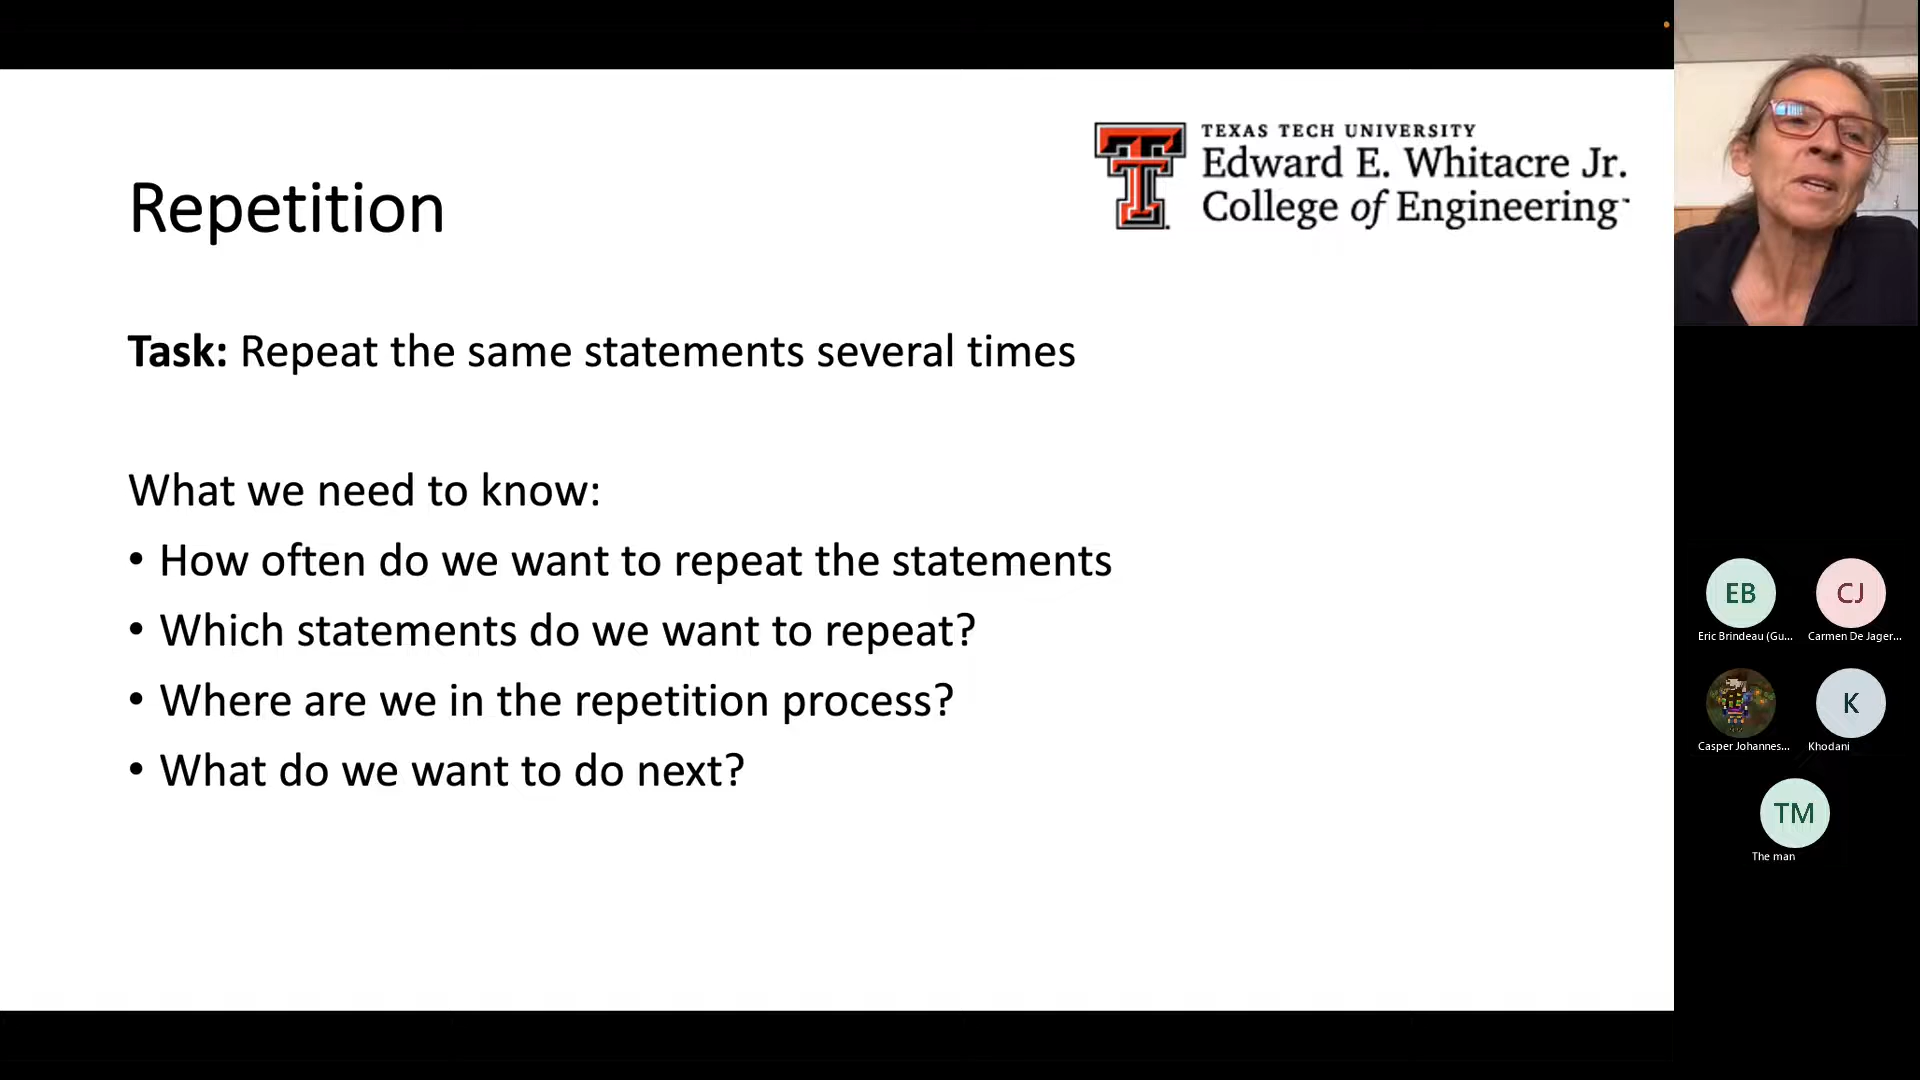 TEXAS TECH UNIVERSITY
Edward E. Whitacre Jr.
College of Engineering™
Repetition
Task: Repeat the same statements several times
What we need to know:
• How often do we want to repeat the statements
• Which statements do we want to repeat?
• Where are we in the repetition process?
• What do we want to do next?
EB
CJ
Eric Brindeau (Gu...
Carmen De Jager...
K
Casper Johannes...
Khodani
TM
The man